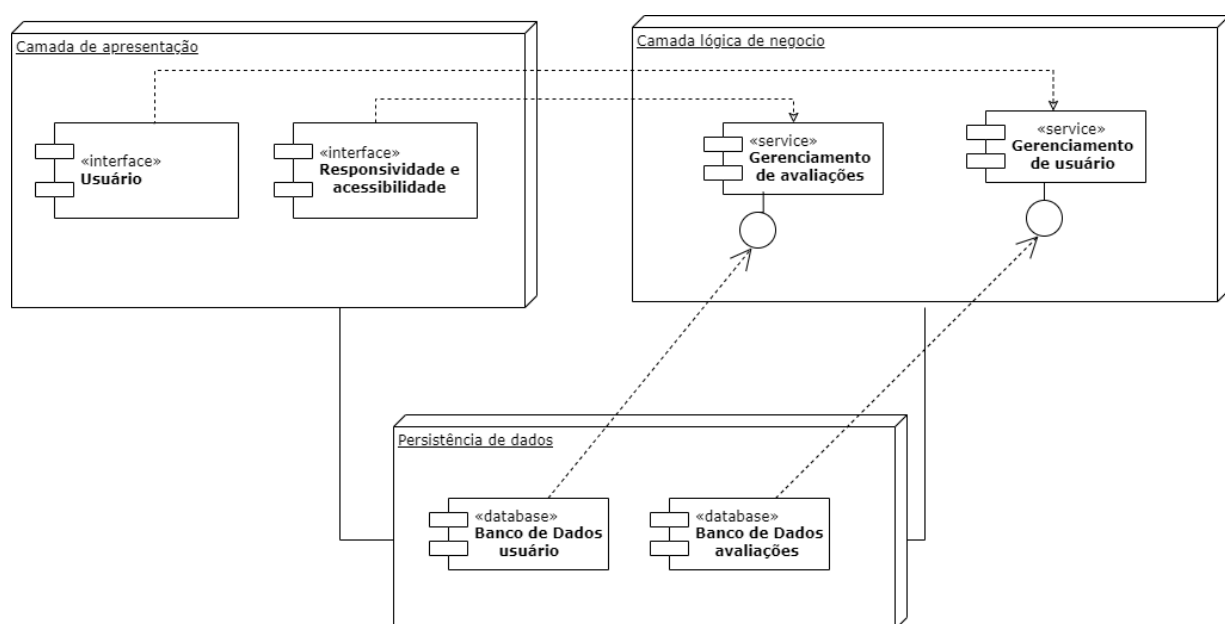 Camada de apresentação
«interface»
Usuário
«interface»
Responsividade e
acessibilidade
Camada lógica de negocio
«service»
Gerenciamento
de avaliações
«service»
Gerenciamento
de usuário
Persistência de dados
«database»
Banco de Dados
usuário
«database»
Banco de Dados
avaliações